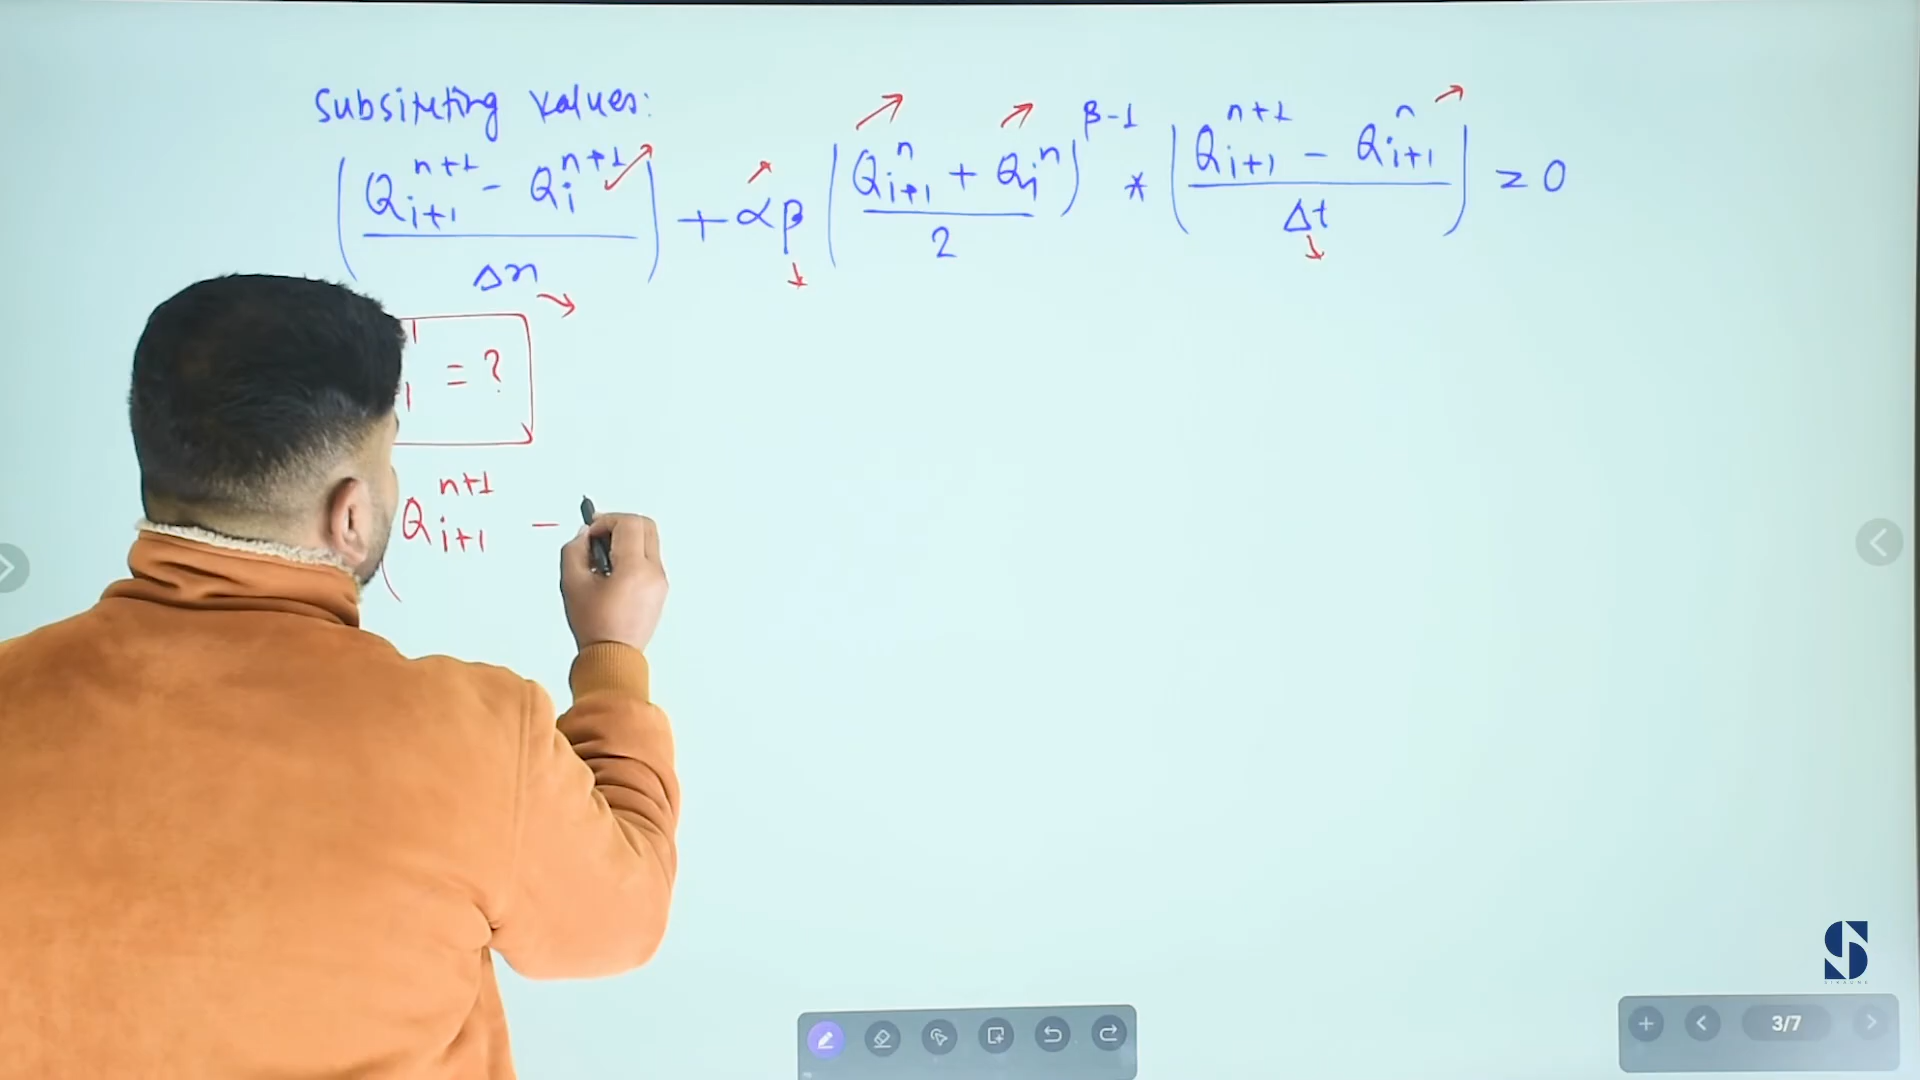 Subsituting values:
(Q_{i+1}^{n+1} - Q_i^{n+1} / Δx) + αβ (Q_{i+1}^n + Q_i^n / 2)^{β-1} * (Q_{i+1}^{n+1} - Q_{i+1}^n / Δt) = 0
= ?
(Q_{i+1}^{n+1} -
S
3/7